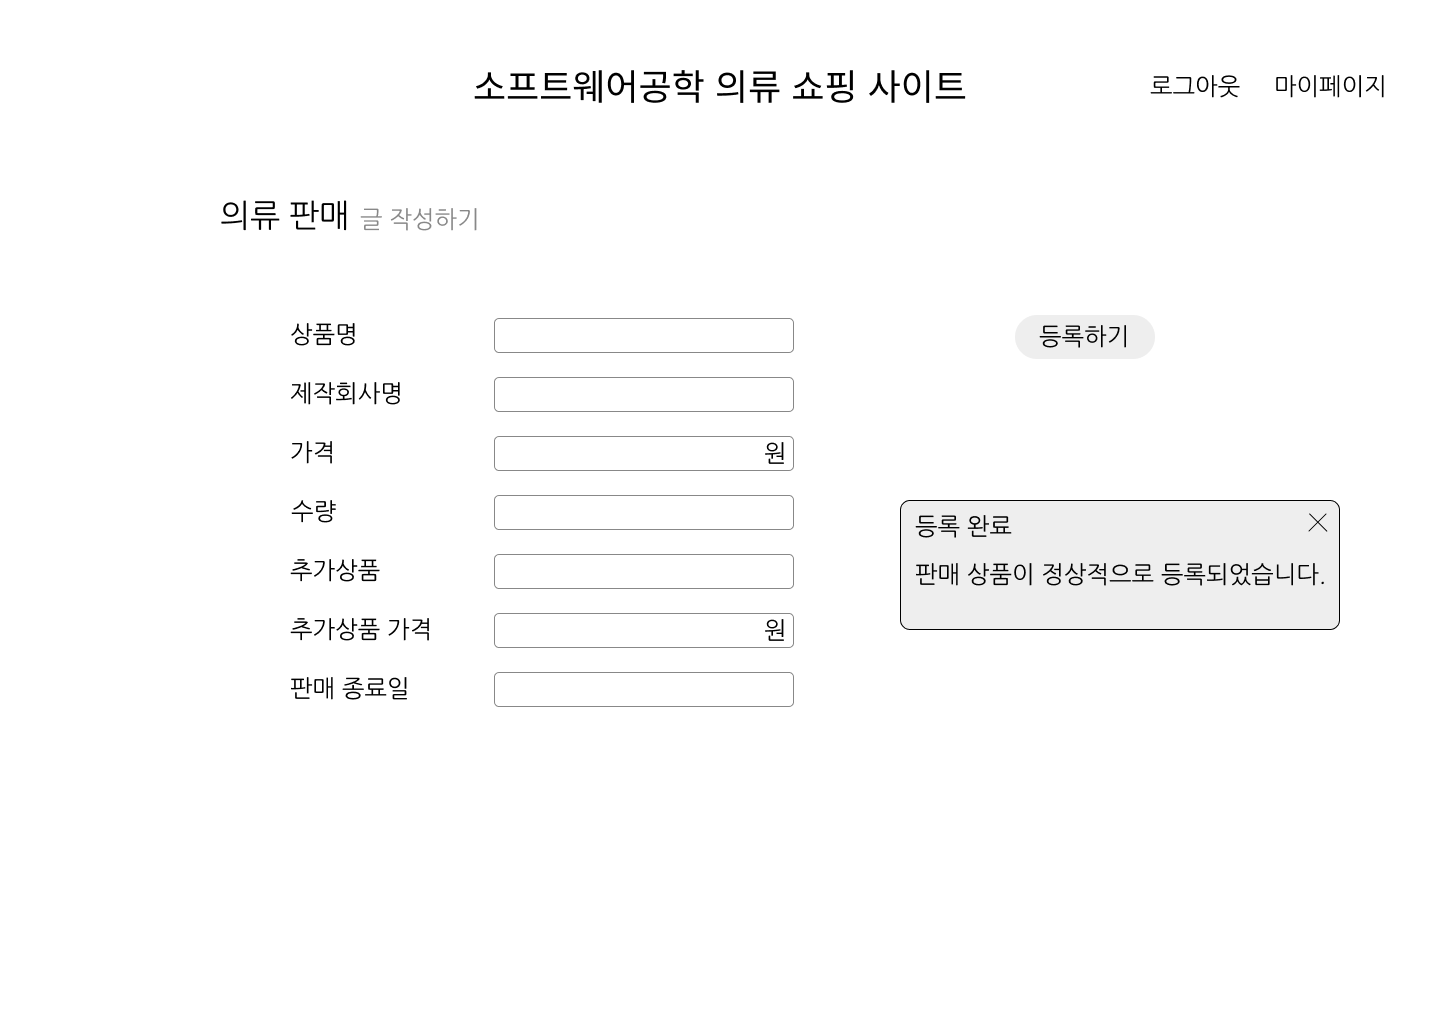 소프트웨어공학 의류 쇼핑 사이트
로그아웃 마이페이지
의류 판매 글 작성하기
상품명
제작회사명
가격
원
수량
추가상품
추가상품 가격
원
판매 종료일
등록하기
등록 완료
판매 상품이 정상적으로 등록되었습니다.